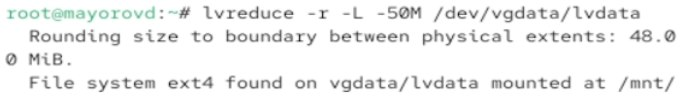 root@mayorovd:~# lvreduce -r -L -50M /dev/vgdata/lvdata
  Rounding size to boundary between physical extents: 48.0
0 MiB.
  File system ext4 found on vgdata/lvdata mounted at /mnt/